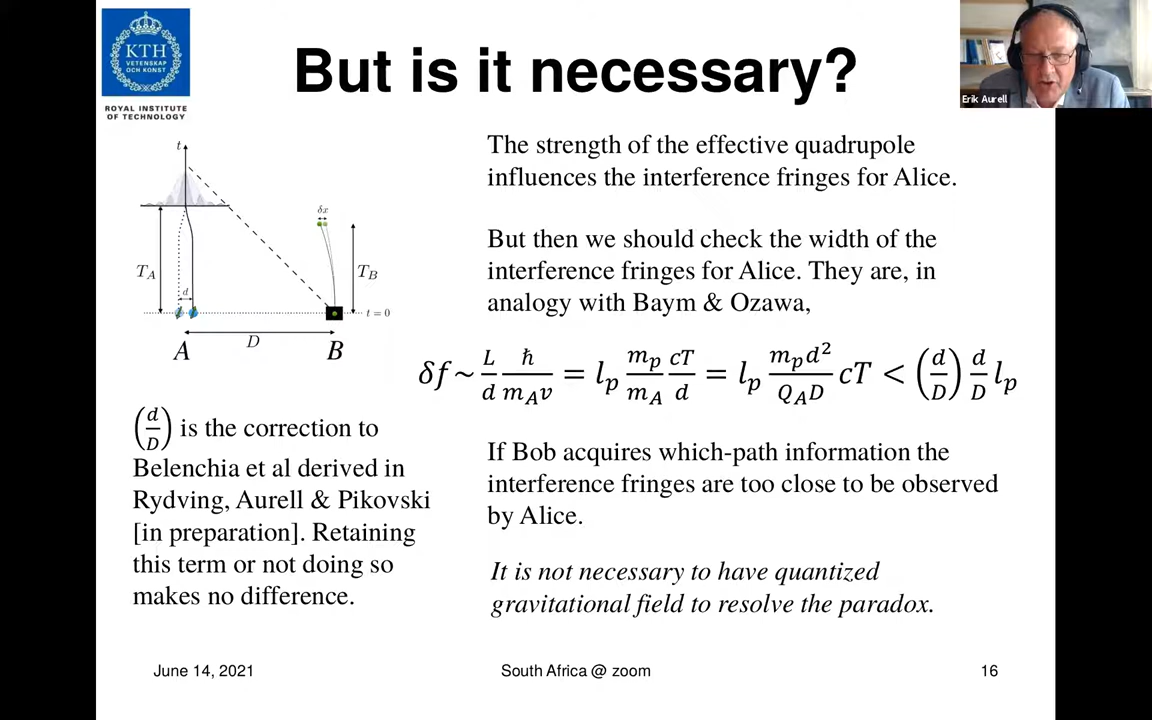 KTH
VETENSKAP
OCH KONST
ROYAL INSTITUTE
OF TECHNOLOGY
But is it necessary?
Erik Aurell
t
δx
T_A
d
T_B
t = 0
A
D
B
(d/D) is the correction to
Belenchia et al derived in
Rydving, Aurell & Pikovski
[in preparation]. Retaining
this term or not doing so
makes no difference.
The strength of the effective quadrupole
influences the interference fringes for Alice.
But then we should check the width of the
interference fringes for Alice. They are, in
analogy with Baym & Ozawa,
δf ~ L/d ħ/(m_A v) = l_p m_p/m_A cT/d = l_p (m_p d²)/(Q_A D) cT < (d/D) d/D l_p
If Bob acquires which-path information the
interference fringes are too close to be observed
by Alice.
It is not necessary to have quantized
gravitational field to resolve the paradox.
June 14, 2021
South Africa @ zoom
16